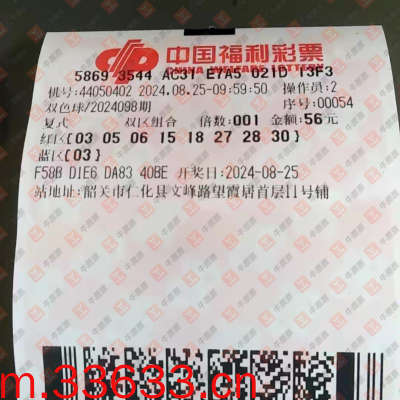 中国福利彩票
CHINA WELFARE LOTTERY
5869 3544 AC31 E7A5 021D 13F3
机号:44050402 2024.08.25-09:59:50 操作员:2
双色球/2024098期 序号:00054
复式 双区组合 倍数:001 金额:56元
红区[03 05 06 15 18 27 28 30]
蓝区[03]
F58B D1E6 DA83 40BE 开奖日:2024-08-25
站地址:韶关市仁化县文峰路望霞居首层11号铺
m.33633.cn